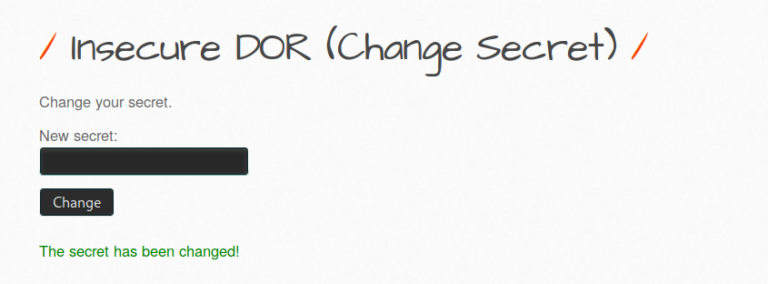 / Insecure DOR (Change Secret) /
Change your secret.
New secret:
Change
The secret has been changed!